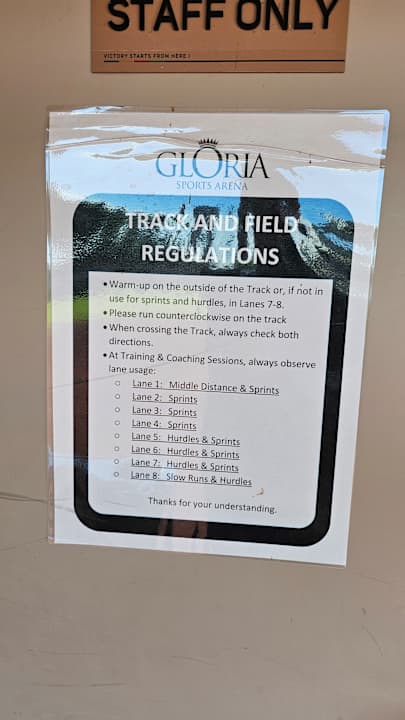 STAFF ONLY
VICTORY STARTS FROM HERE !
GLORIA
SPORTS ARENA
TRACK AND FIELD
REGULATIONS
• Warm-up on the outside of the Track or, if not in
use for sprints and hurdles, in Lanes 7-8.
• Please run counterclockwise on the track
• When crossing the Track, always check both
directions.
• At Training & Coaching Sessions, always observe
lane usage:
o Lane 1: Middle Distance & Sprints
o Lane 2: Sprints
o Lane 3: Sprints
o Lane 4: Sprints
o Lane 5: Hurdles & Sprints
o Lane 6: Hurdles & Sprints
o Lane 7: Hurdles & Sprints
o Lane 8: Slow Runs & Hurdles
Thanks for your understanding.